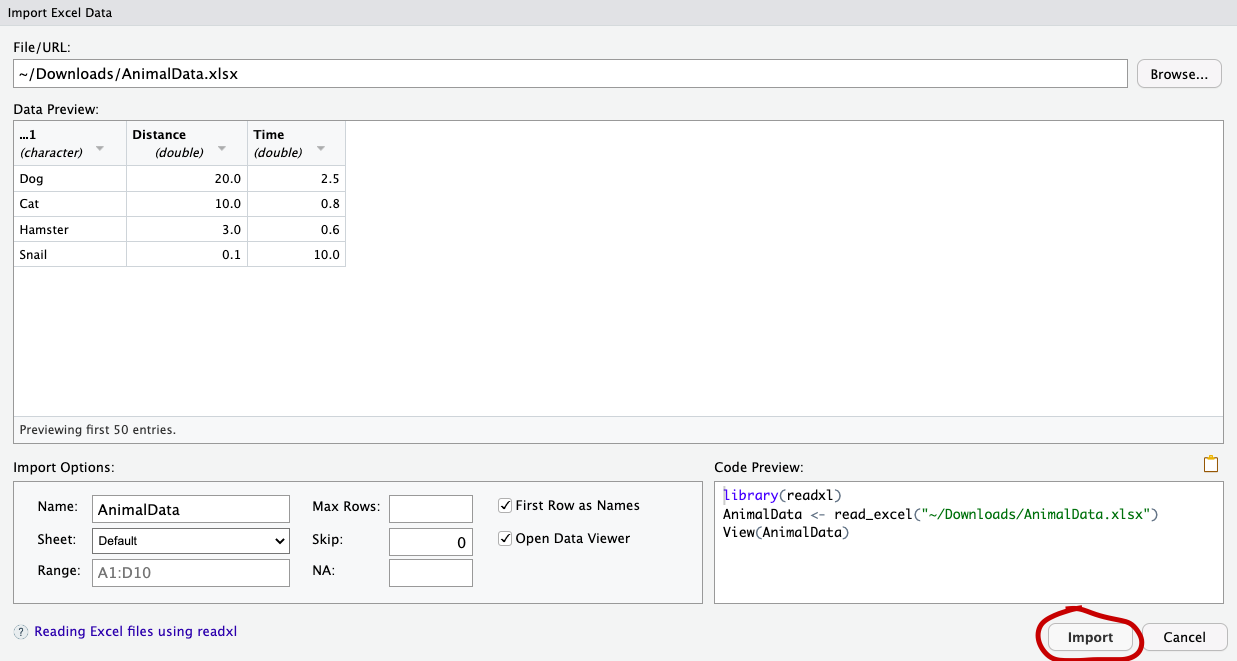 Import Excel Data
File/URL:
~/Downloads/AnimalData.xlsx
Browse...
Data Preview:
...1 Distance Time
(character) (double) (double)
Dog 20.0 2.5
Cat 10.0 0.8
Hamster 3.0 0.6
Snail 0.1 10.0
Previewing first 50 entries.
Import Options:
Name: AnimalData
Sheet: Default
Range: A1:D10
Max Rows:
Skip: 0
NA:
First Row as Names
Open Data Viewer
Code Preview:
library(readxl)
AnimalData <- read_excel("~/Downloads/AnimalData.xlsx")
View(AnimalData)
? Reading Excel files using readxl
Import
Cancel